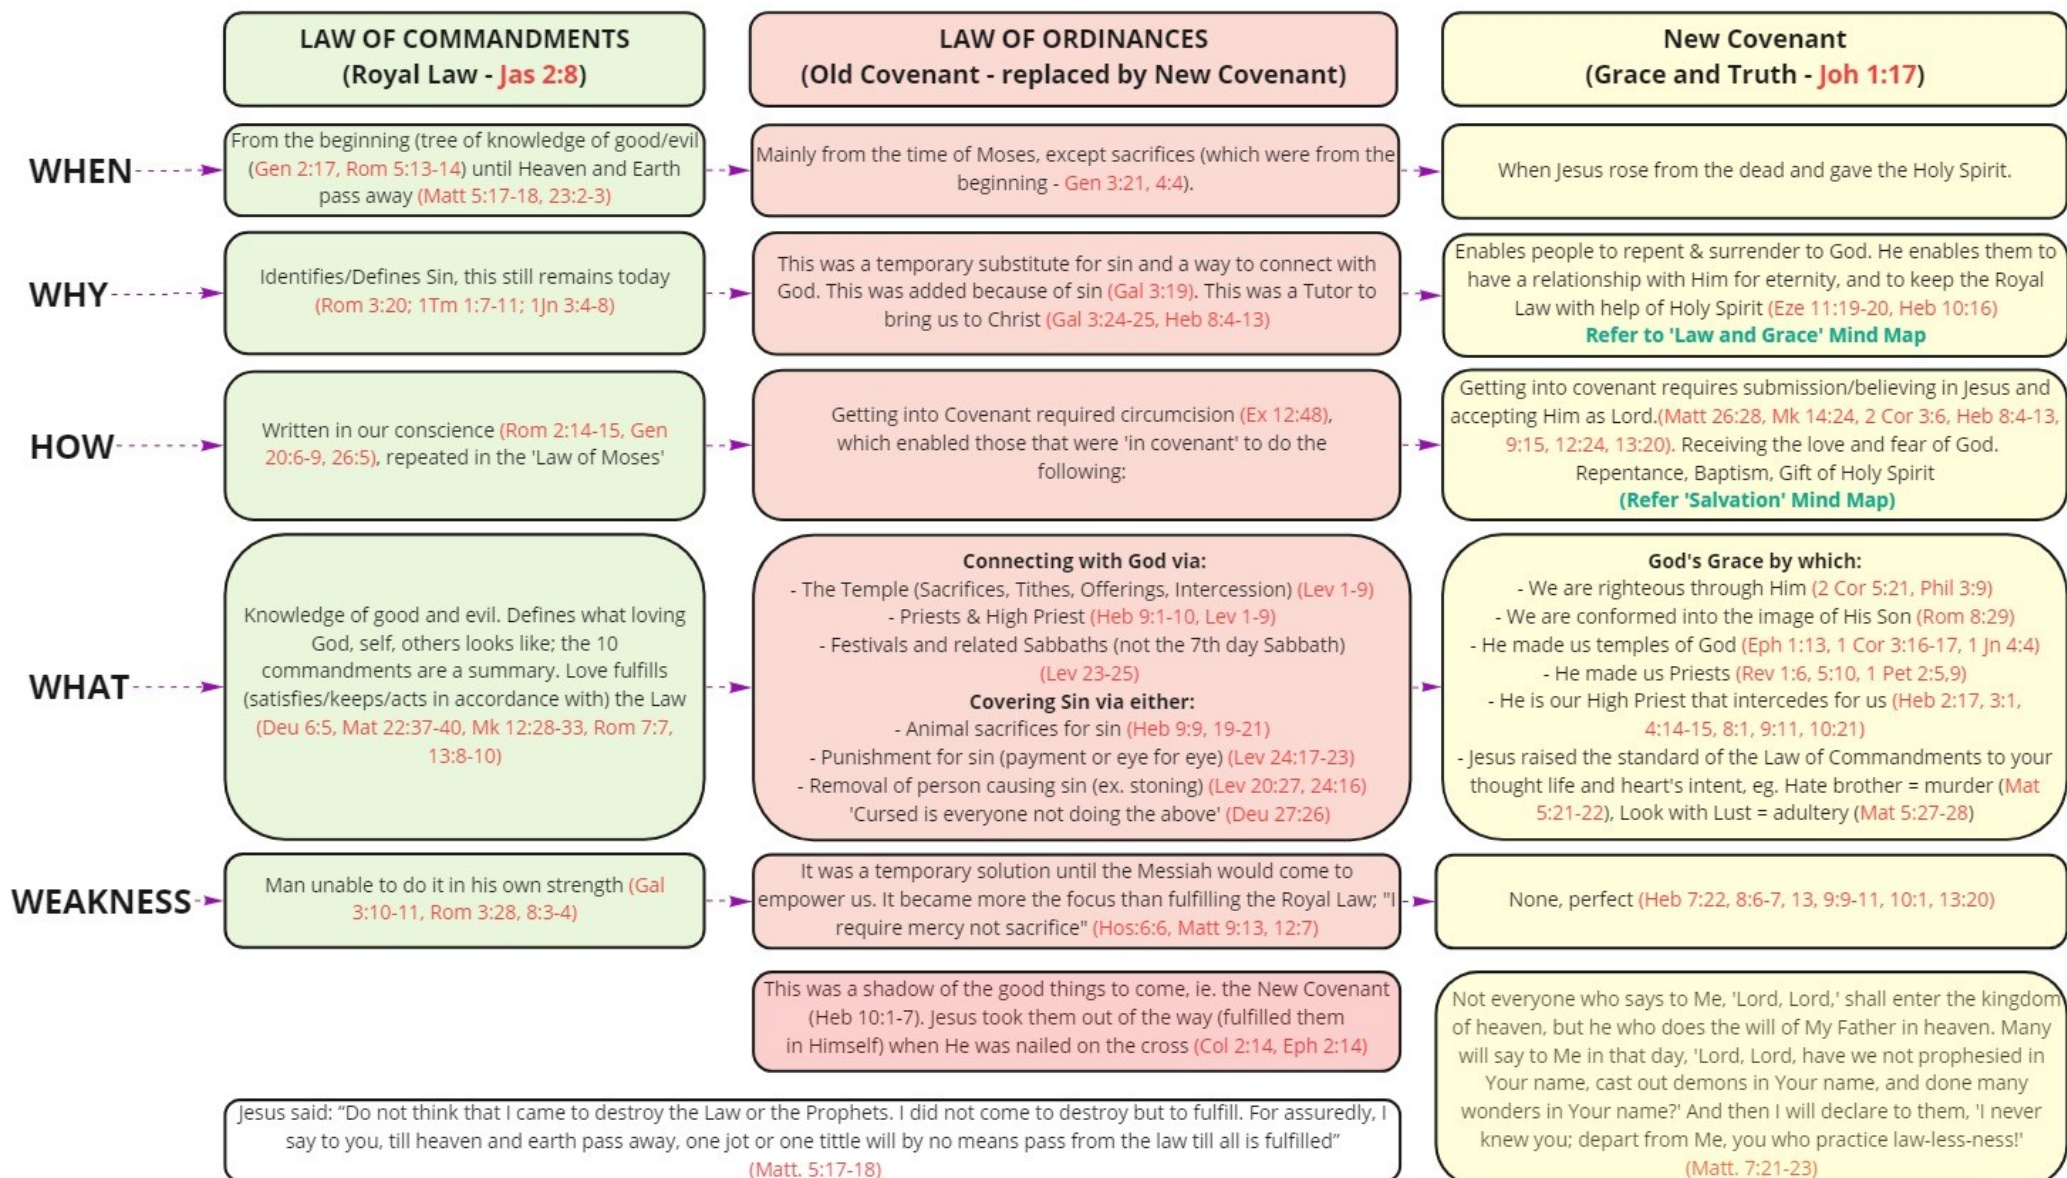 LAW OF COMMANDMENTS
(Royal Law - Jas 2:8)
LAW OF ORDINANCES
(Old Covenant - replaced by New Covenant)
New Covenant
(Grace and Truth - Joh 1:17)
WHEN
From the beginning (tree of knowledge of good/evil
(Gen 2:17, Rom 5:13-14) until Heaven and Earth
pass away (Matt 5:17-18, 23:2-3)
Mainly from the time of Moses, except sacrifices (which were from the
beginning - Gen 3:21, 4:4).
When Jesus rose from the dead and gave the Holy Spirit.
WHY
Identifies/Defines Sin, this still remains today
(Rom 3:20; 1Tm 1:7-11; 1Jn 3:4-8)
This was a temporary substitute for sin and a way to connect with
God. This was added because of sin (Gal 3:19). This was a Tutor to
bring us to Christ (Gal 3:24-25, Heb 8:4-13)
Enables people to repent & surrender to God. He enables them to
have a relationship with Him for eternity, and to keep the Royal
Law with help of Holy Spirit (Eze 11:19-20, Heb 10:16)
Refer to 'Law and Grace' Mind Map
HOW
Written in our conscience (Rom 2:14-15, Gen
20:6-9, 26:5), repeated in the 'Law of Moses'
Getting into Covenant required circumcision (Ex 12:48),
which enabled those that were 'in covenant' to do the
following:
Getting into covenant requires submission/believing in Jesus and
accepting Him as Lord.(Matt 26:28, Mk 14:24, 2 Cor 3:6, Heb 8:4-13,
9:15, 12:24, 13:20). Receiving the love and fear of God.
Repentance, Baptism, Gift of Holy Spirit
(Refer 'Salvation' Mind Map)
WHAT
Knowledge of good and evil. Defines what loving
God, self, others looks like; the 10
commandments are a summary. Love fulfills
(satisfies/keeps/acts in accordance with) the Law
(Deu 6:5, Mat 22:37-40, Mk 12:28-33, Rom 7:7,
13:8-10)
Connecting with God via:
- The Temple (Sacrifices, Tithes, Offerings, Intercession) (Lev 1-9)
- Priests & High Priest (Heb 9:1-10, Lev 1-9)
- Festivals and related Sabbaths (not the 7th day Sabbath)
(Lev 23-25)
Covering Sin via either:
- Animal sacrifices for sin (Heb 9:9, 19-21)
- Punishment for sin (payment or eye for eye) (Lev 24:17-23)
- Removal of person causing sin (ex. stoning) (Lev 20:27, 24:16)
'Cursed is everyone not doing the above' (Deu 27:26)
God's Grace by which:
- We are righteous through Him (2 Cor 5:21, Phil 3:9)
- We are conformed into the image of His Son (Rom 8:29)
- He made us temples of God (Eph 1:13, 1 Cor 3:16-17, 1 Jn 4:4)
- He made us Priests (Rev 1:6, 5:10, 1 Pet 2:5,9)
- He is our High Priest that intercedes for us (Heb 2:17, 3:1,
4:14-15, 8:1, 9:11, 10:21)
- Jesus raised the standard of the Law of Commandments to your
thought life and heart's intent, eg. Hate brother = murder (Mat
5:21-22), Look with Lust = adultery (Mat 5:27-28)
WEAKNESS
Man unable to do it in his own strength (Gal
3:10-11, Rom 3:28, 8:3-4)
It was a temporary solution until the Messiah would come to
empower us. It became more the focus than fulfilling the Royal Law; "I
require mercy not sacrifice" (Hos:6:6, Matt 9:13, 12:7)
None, perfect (Heb 7:22, 8:6-7, 13, 9:9-11, 10:1, 13:20)
This was a shadow of the good things to come, ie. the New Covenant
(Heb 10:1-7). Jesus took them out of the way (fulfilled them
in Himself) when He was nailed on the cross (Col 2:14, Eph 2:14)
Not everyone who says to Me, 'Lord, Lord,' shall enter the kingdom
of heaven, but he who does the will of My Father in heaven. Many
will say to Me in that day, 'Lord, Lord, have we not prophesied in
Your name, cast out demons in Your name, and done many
wonders in Your name?' And then I will declare to them, 'I never
knew you; depart from Me, you who practice law-less-ness!'
(Matt. 7:21-23)
Jesus said: “Do not think that I came to destroy the Law or the Prophets. I did not come to destroy but to fulfill. For assuredly, I
say to you, till heaven and earth pass away, one jot or one tittle will by no means pass from the law till all is fulfilled”
(Matt. 5:17-18)